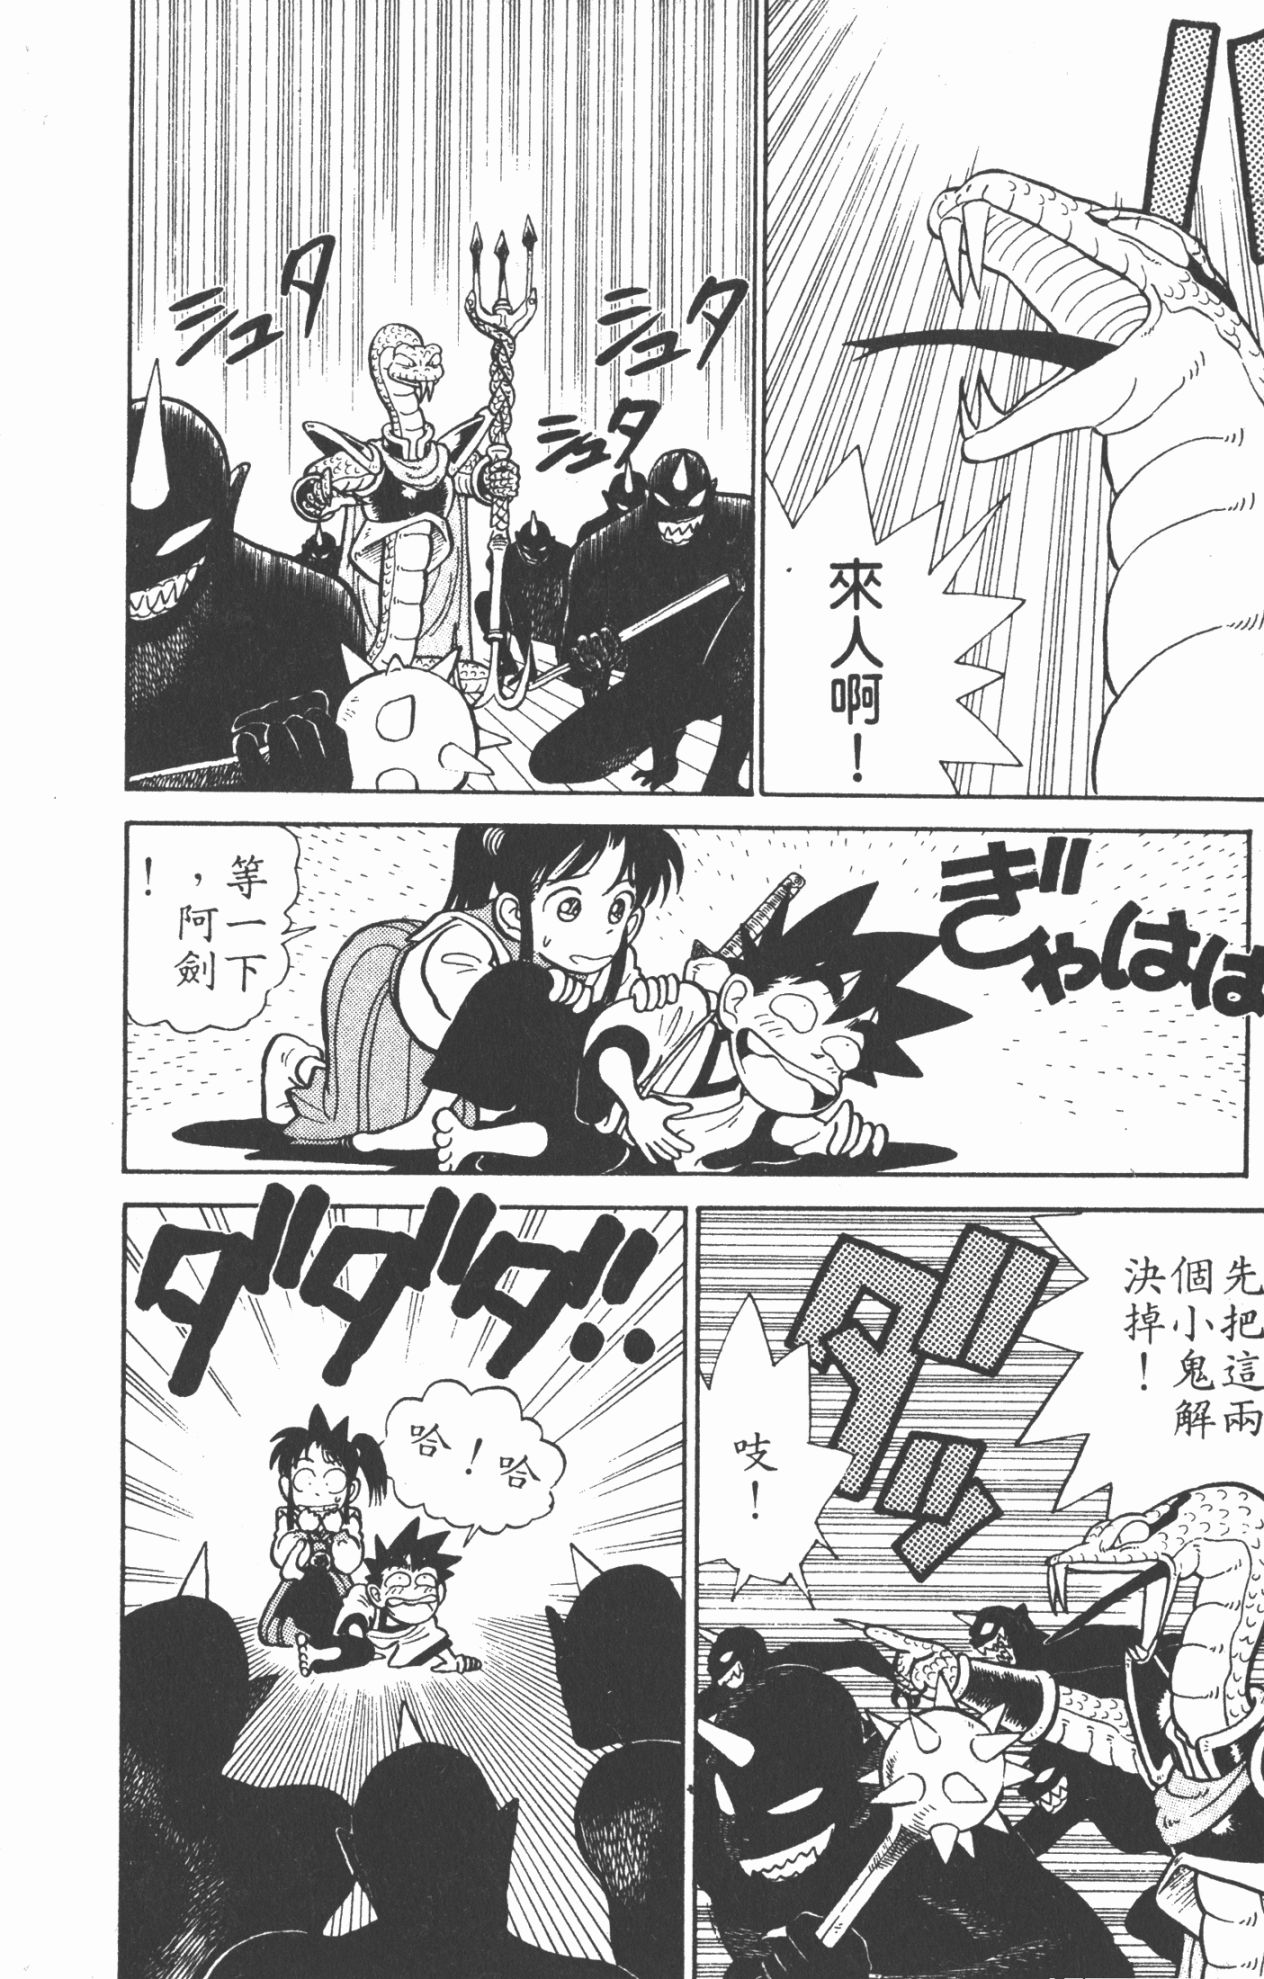 來人啊！
シュタ
シュタ
シュタ
ぎゃはは
等一下
，阿劍
！
先把這兩
個小鬼解
決掉！
ダダッ
吱！
ダダダ!!
哈！哈